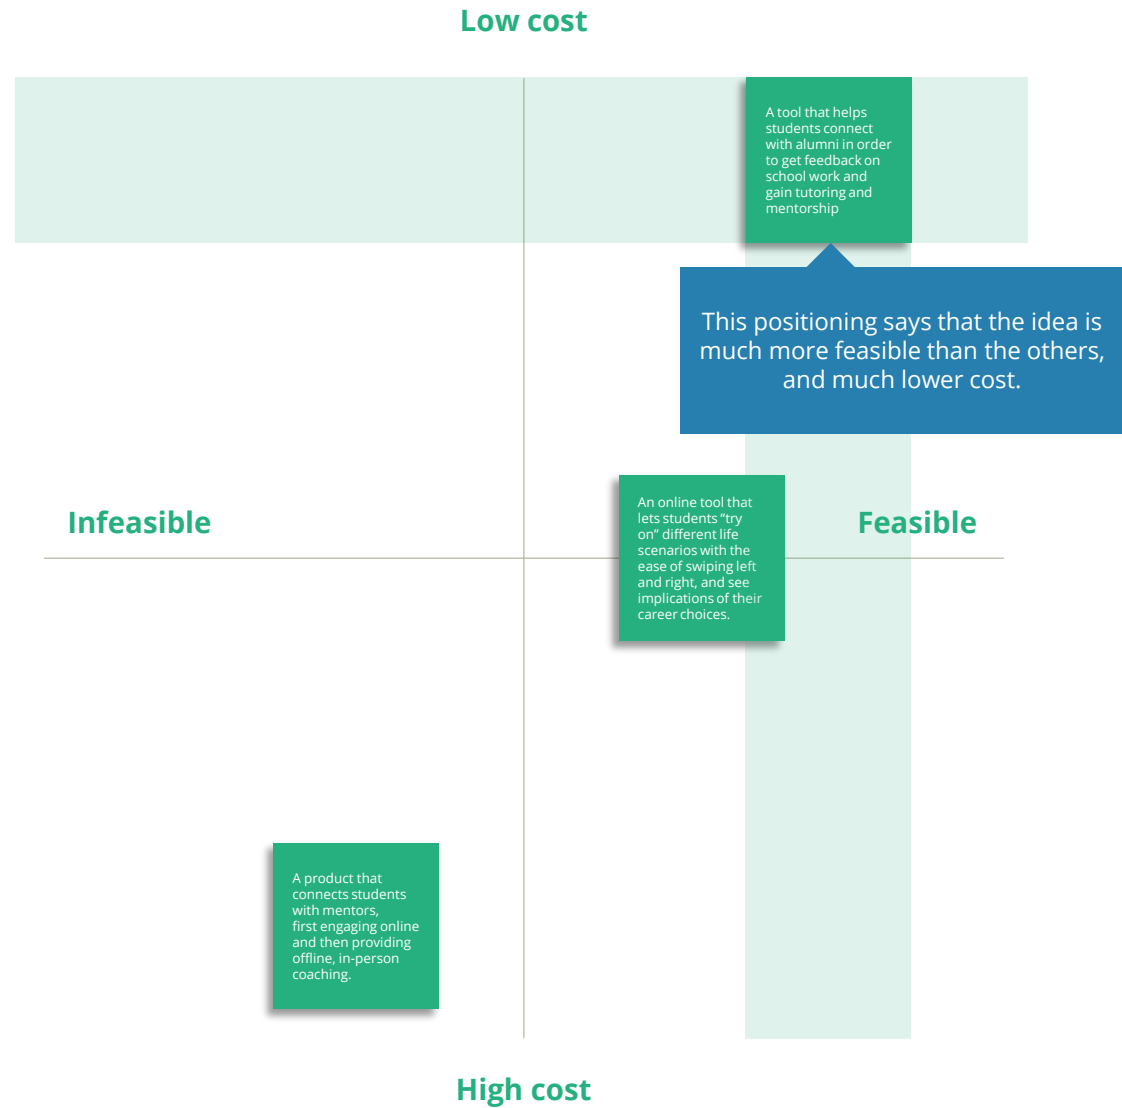 Low cost
A tool that helps
students connect
with alumni in order
to get feedback on
school work and
gain tutoring and
mentorship
This positioning says that the idea is
much more feasible than the others,
and much lower cost.
Infeasible
An online tool that
lets students “try
on” different life
scenarios with the
ease of swiping left
and right, and see
implications of their
career choices.
Feasible
A product that
connects students
with mentors,
first engaging online
and then providing
offline, in-person
coaching.
High cost